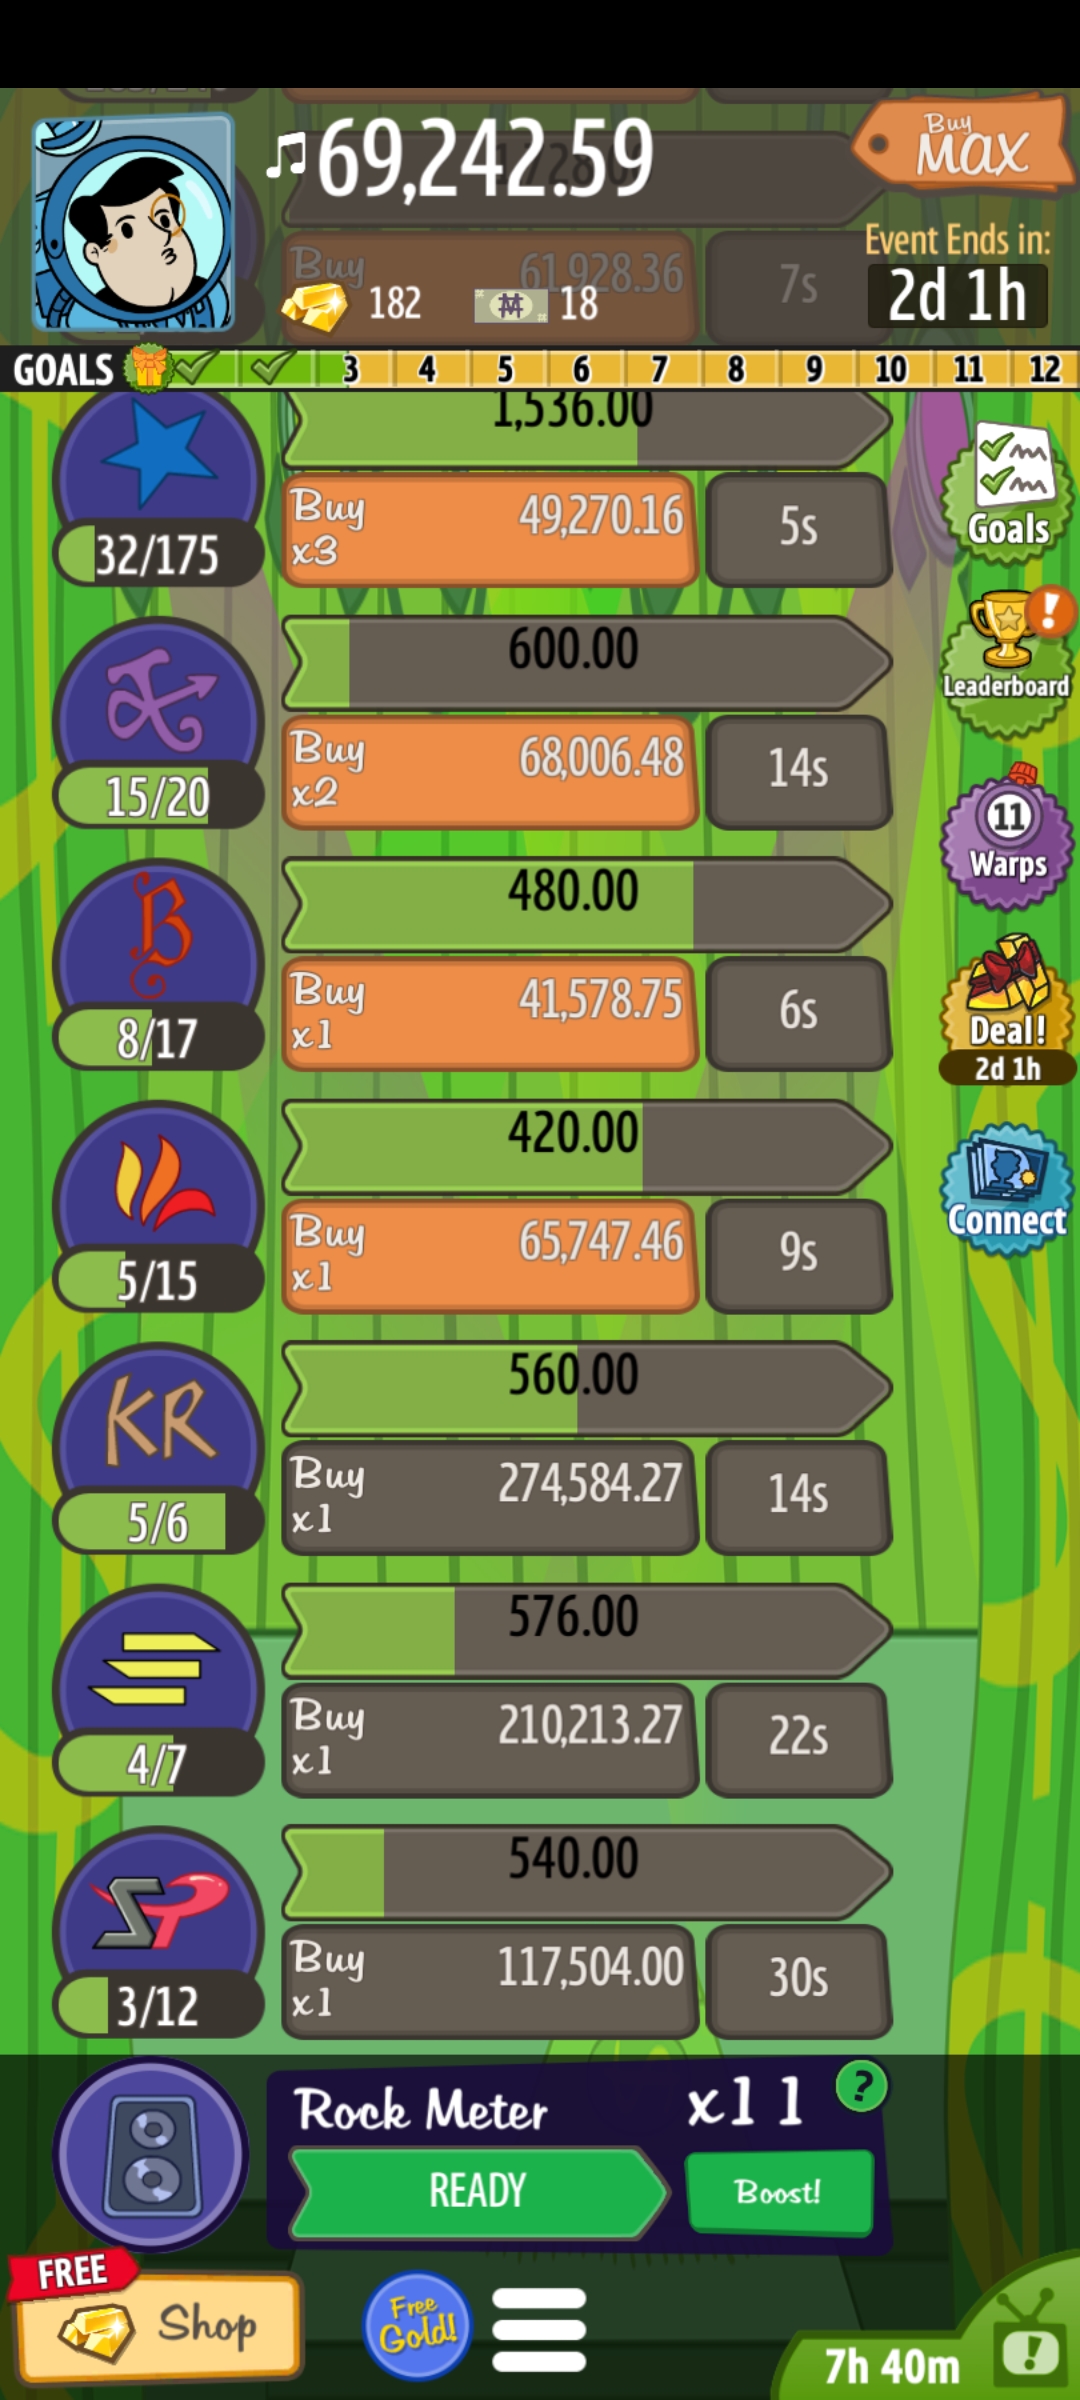 69,242.59
Buy
MAX
Buy 61,928.36
7s
182
18
Event Ends in:
2d 1h
GOALS 3 4 5 6 7 8 9 10 11 12
1,536.00
32/175
Buy
x3
49,270.16
5s
Goals
600.00
15/20
Buy
x2
68,006.48
14s
Leaderboard
480.00
8/17
Buy
x1
41,578.75
6s
11
Warps
Deal!
2d 1h
420.00
5/15
Buy
x1
65,747.46
9s
Connect
KR
560.00
5/6
Buy
x1
274,584.27
14s
576.00
4/7
Buy
x1
210,213.27
22s
540.00
3/12
Buy
x1
117,504.00
30s
Rock Meter x11 ?
READY
Boost!
FREE
Shop
Free
Gold!
7h 40m